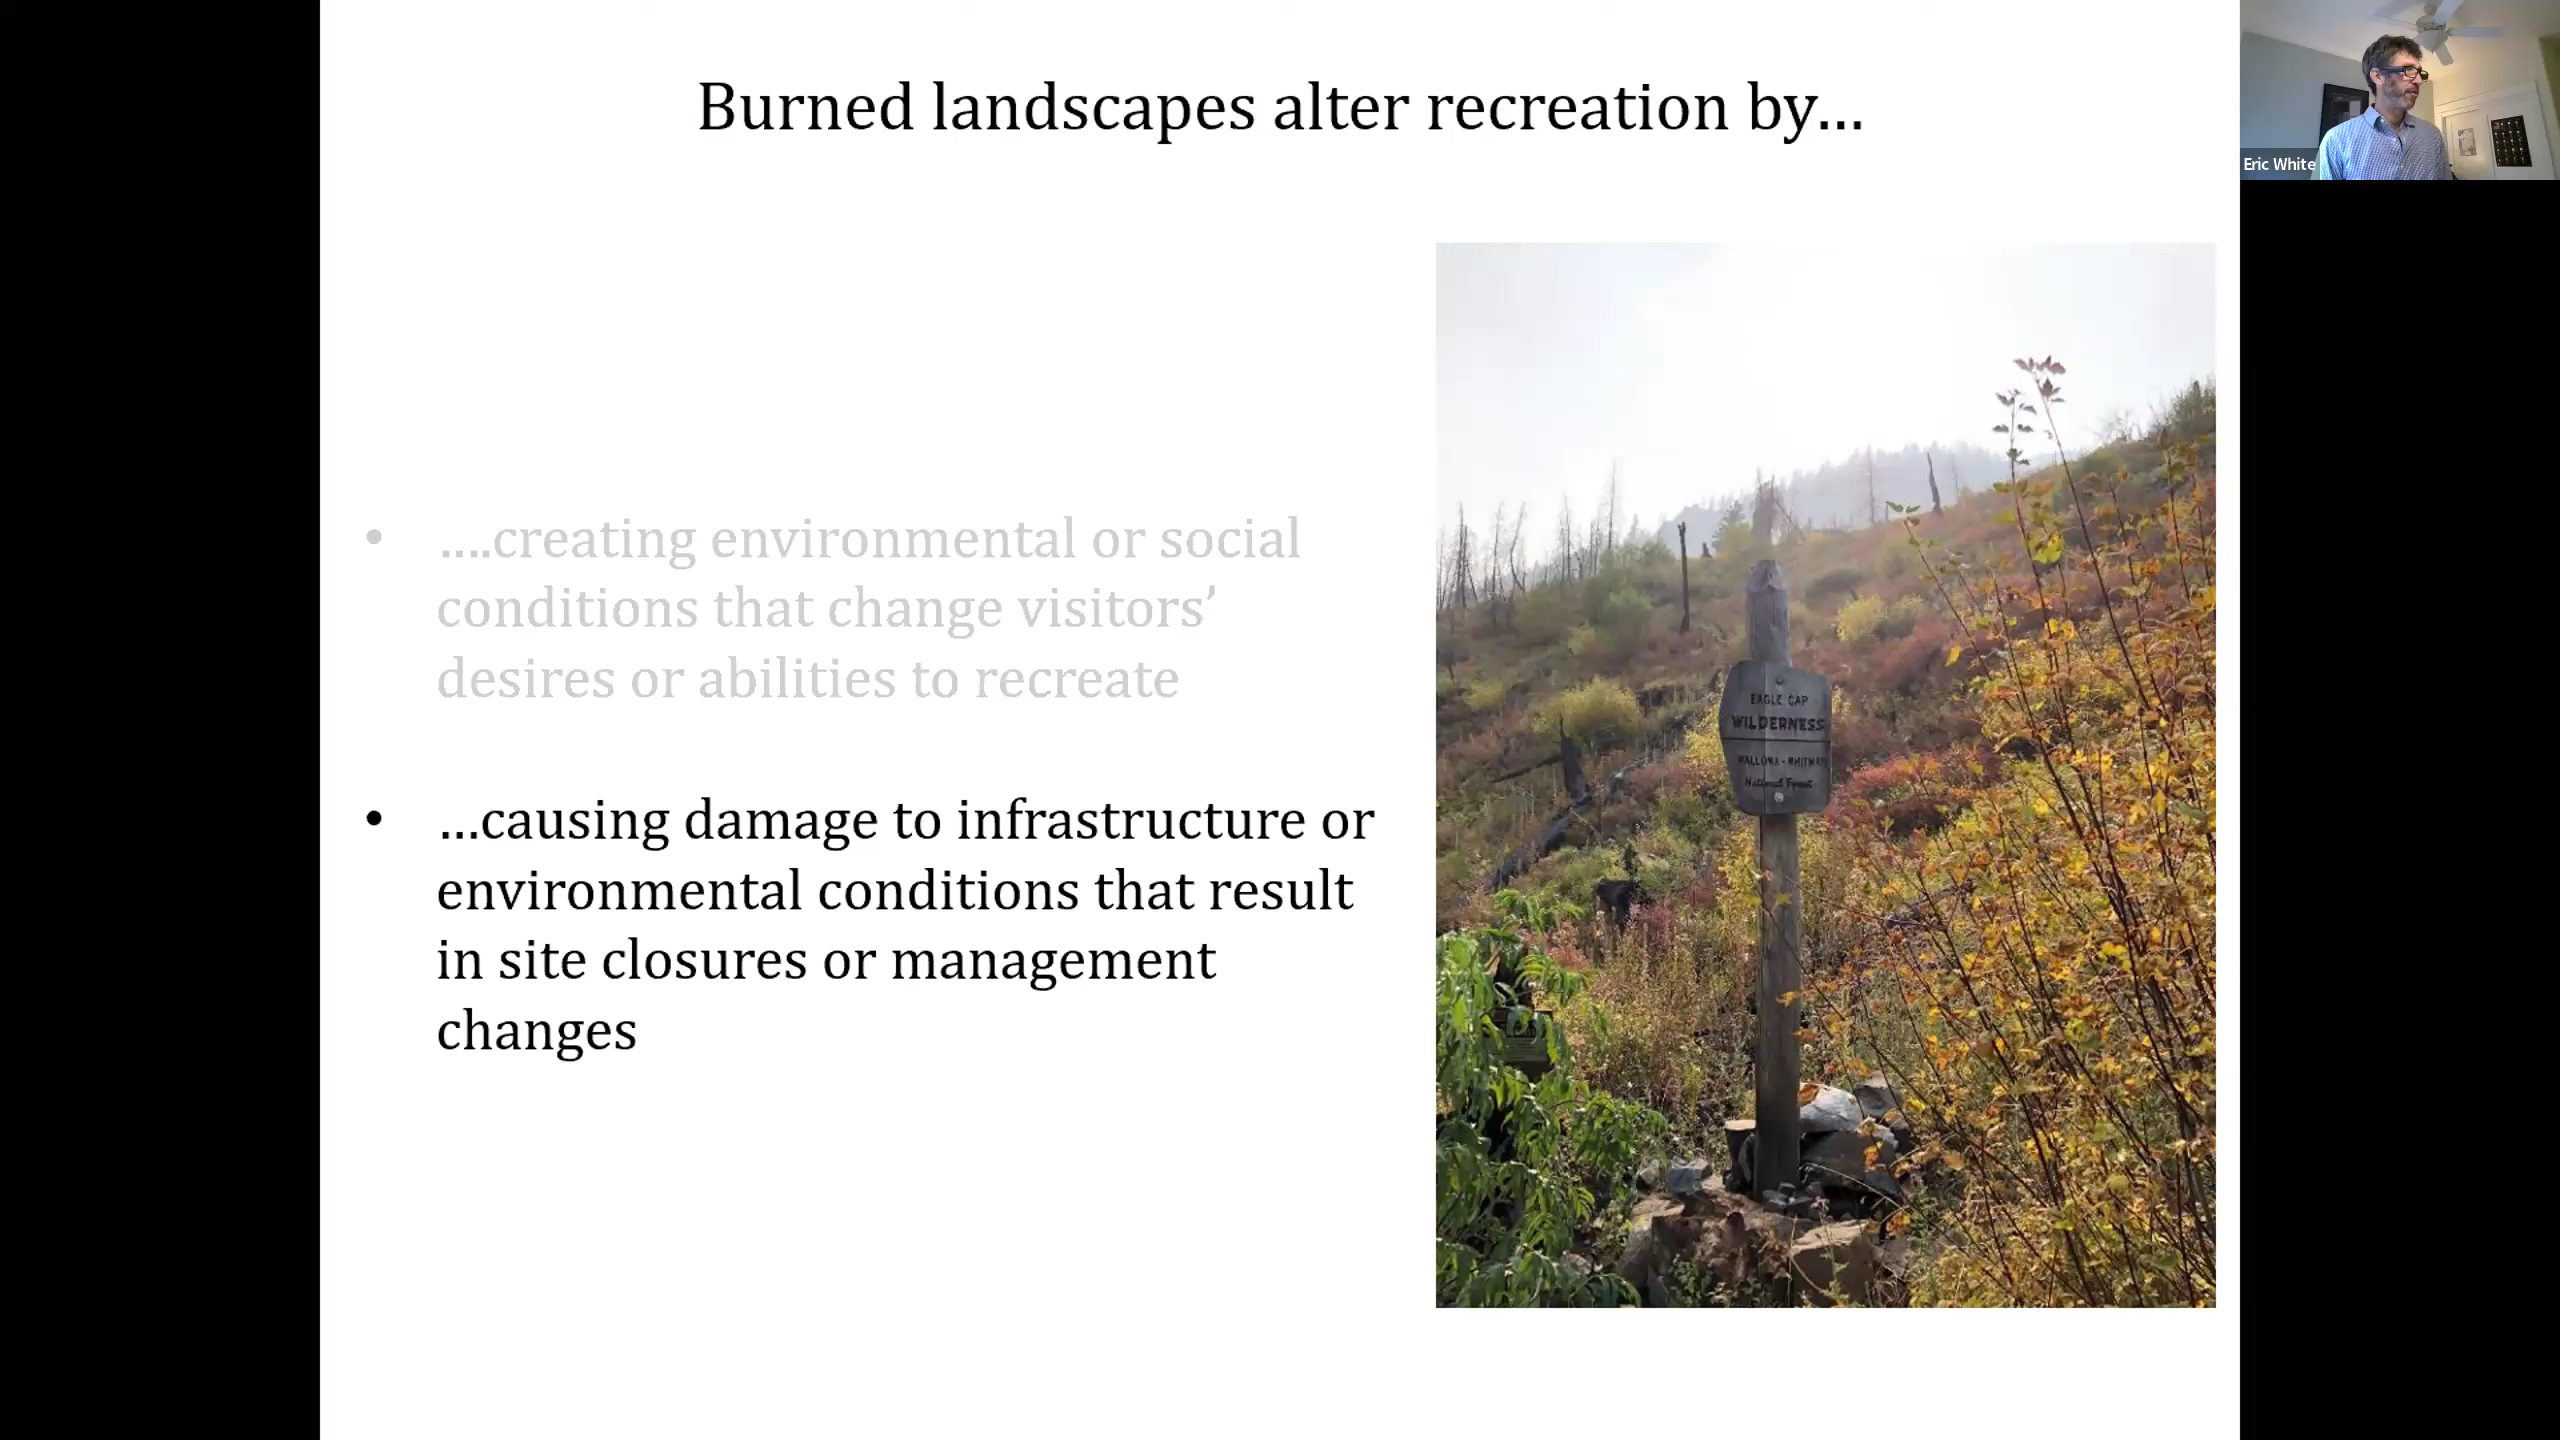 Burned landscapes alter recreation by...
Eric White
• ....creating environmental or social
conditions that change visitors’
desires or abilities to recreate
• ...causing damage to infrastructure or
environmental conditions that result
in site closures or management
changes
EAGLE CAP
WILDERNESS
National Forest